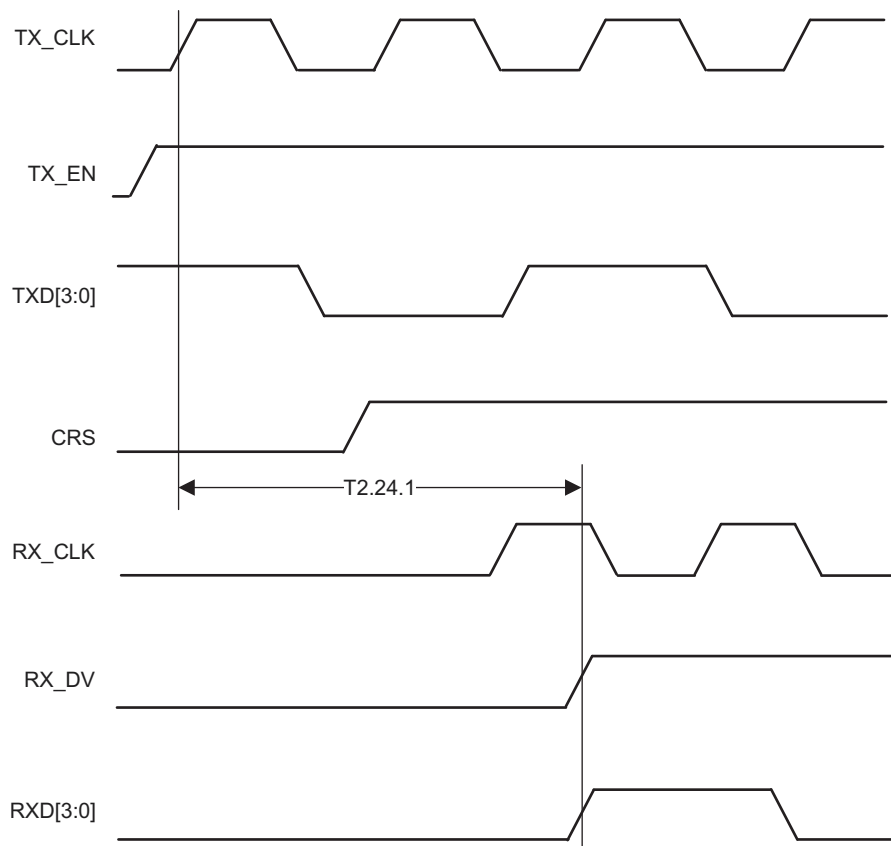 TX_CLK
TX_EN
TXD[3:0]
CRS
T2.24.1
RX_CLK
RX_DV
RXD[3:0]